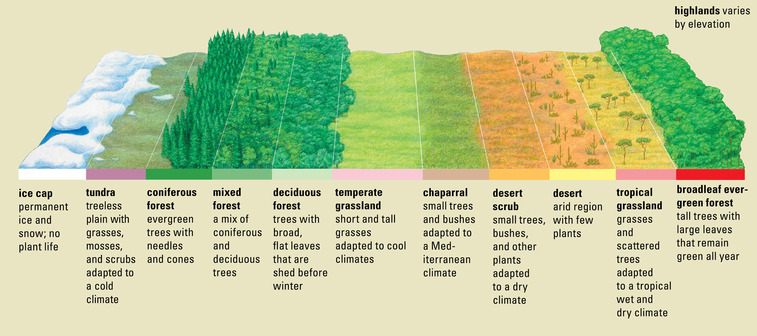 highlands varies
by elevation
ice cap
permanent
ice and
snow; no
plant life
tundra
treeless
plain with
grasses,
mosses,
and scrubs
adapted to
a cold
climate
coniferous
forest
evergreen
trees with
needles
and cones
mixed
forest
a mix of
coniferous
and
deciduous
trees
deciduous
forest
trees with
broad,
flat leaves
that are
shed before
winter
temperate
grassland
short and tall
grasses
adapted to cool
climates
chaparral
small trees
and bushes
adapted to
a Med-
iterranean
climate
desert
scrub
small trees,
bushes,
and other
plants
adapted
to a dry
climate
desert
arid region
with few
plants
tropical
grassland
grasses
and
scattered
trees
adapted
to a tropical
wet and
dry climate
broadleaf ever-
green forest
tall trees with
large leaves
that remain
green all year